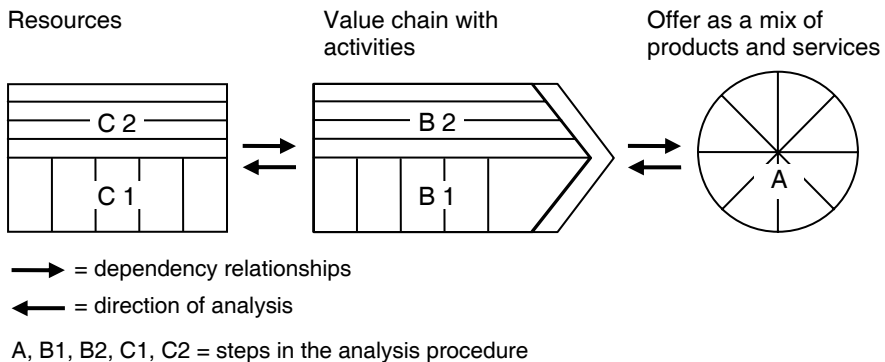 Resources
Value chain with
activities
Offer as a mix of
products and services
C 2
B 2
C 1
B 1
A
= dependency relationships
= direction of analysis
A, B1, B2, C1, C2 = steps in the analysis procedure